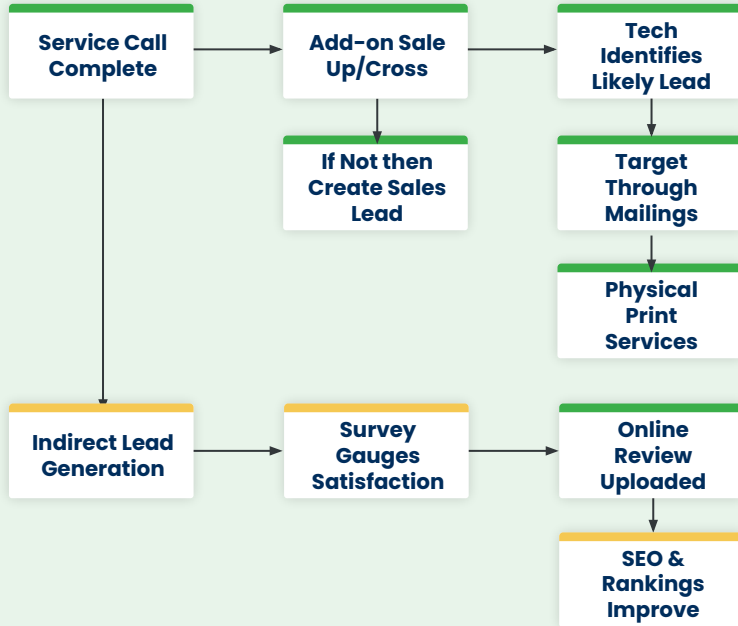 Service Call
Complete
Add-on Sale
Up/Cross
Tech
Identifies
Likely Lead
If Not then
Create Sales
Lead
Target
Through
Mailings
Physical
Print
Services
Indirect Lead
Generation
Survey
Gauges
Satisfaction
Online
Review
Uploaded
SEO &
Rankings
Improve